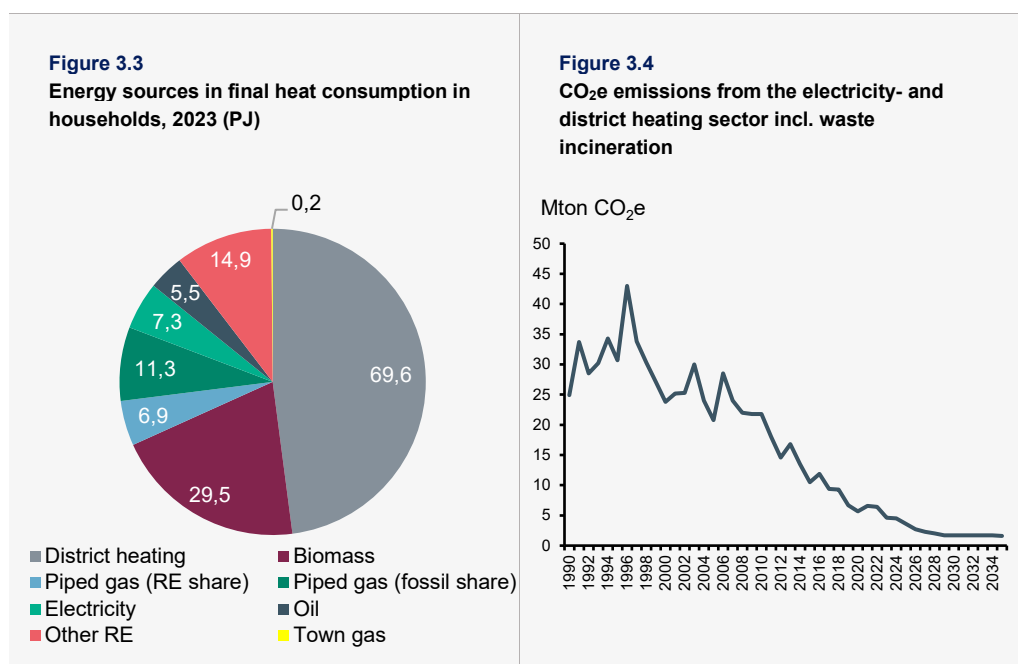 Figure 3.3
Energy sources in final heat consumption in
households, 2023 (PJ)
0,2
14,9
5,5
7,3
11,3
6,9
29,5
69,6
District heating
Biomass
Piped gas (RE share)
Piped gas (fossil share)
Electricity
Oil
Other RE
Town gas
Figure 3.4
CO₂e emissions from the electricity- and
district heating sector incl. waste
incineration
Mton CO₂e
50
45
40
35
30
25
20
15
10
5
0
1990
1992
1994
1996
1998
2000
2002
2004
2006
2008
2010
2012
2014
2016
2018
2020
2022
2024
2026
2028
2030
2032
2034